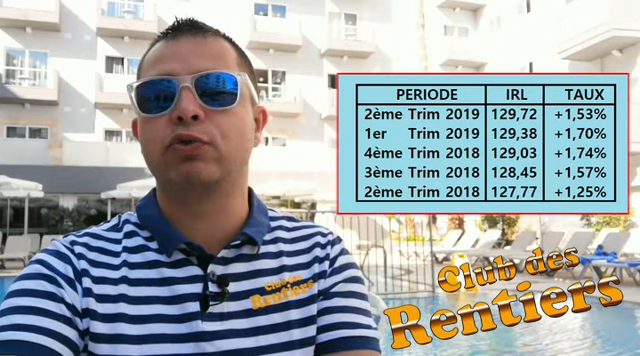 PERIODE IRL TAUX
2ème Trim 2019 129,72 +1,53%
1er Trim 2019 129,38 +1,70%
4ème Trim 2018 129,03 +1,74%
3ème Trim 2018 128,45 +1,57%
2ème Trim 2018 127,77 +1,25%
Club des
Rentiers
Club des
Rentiers